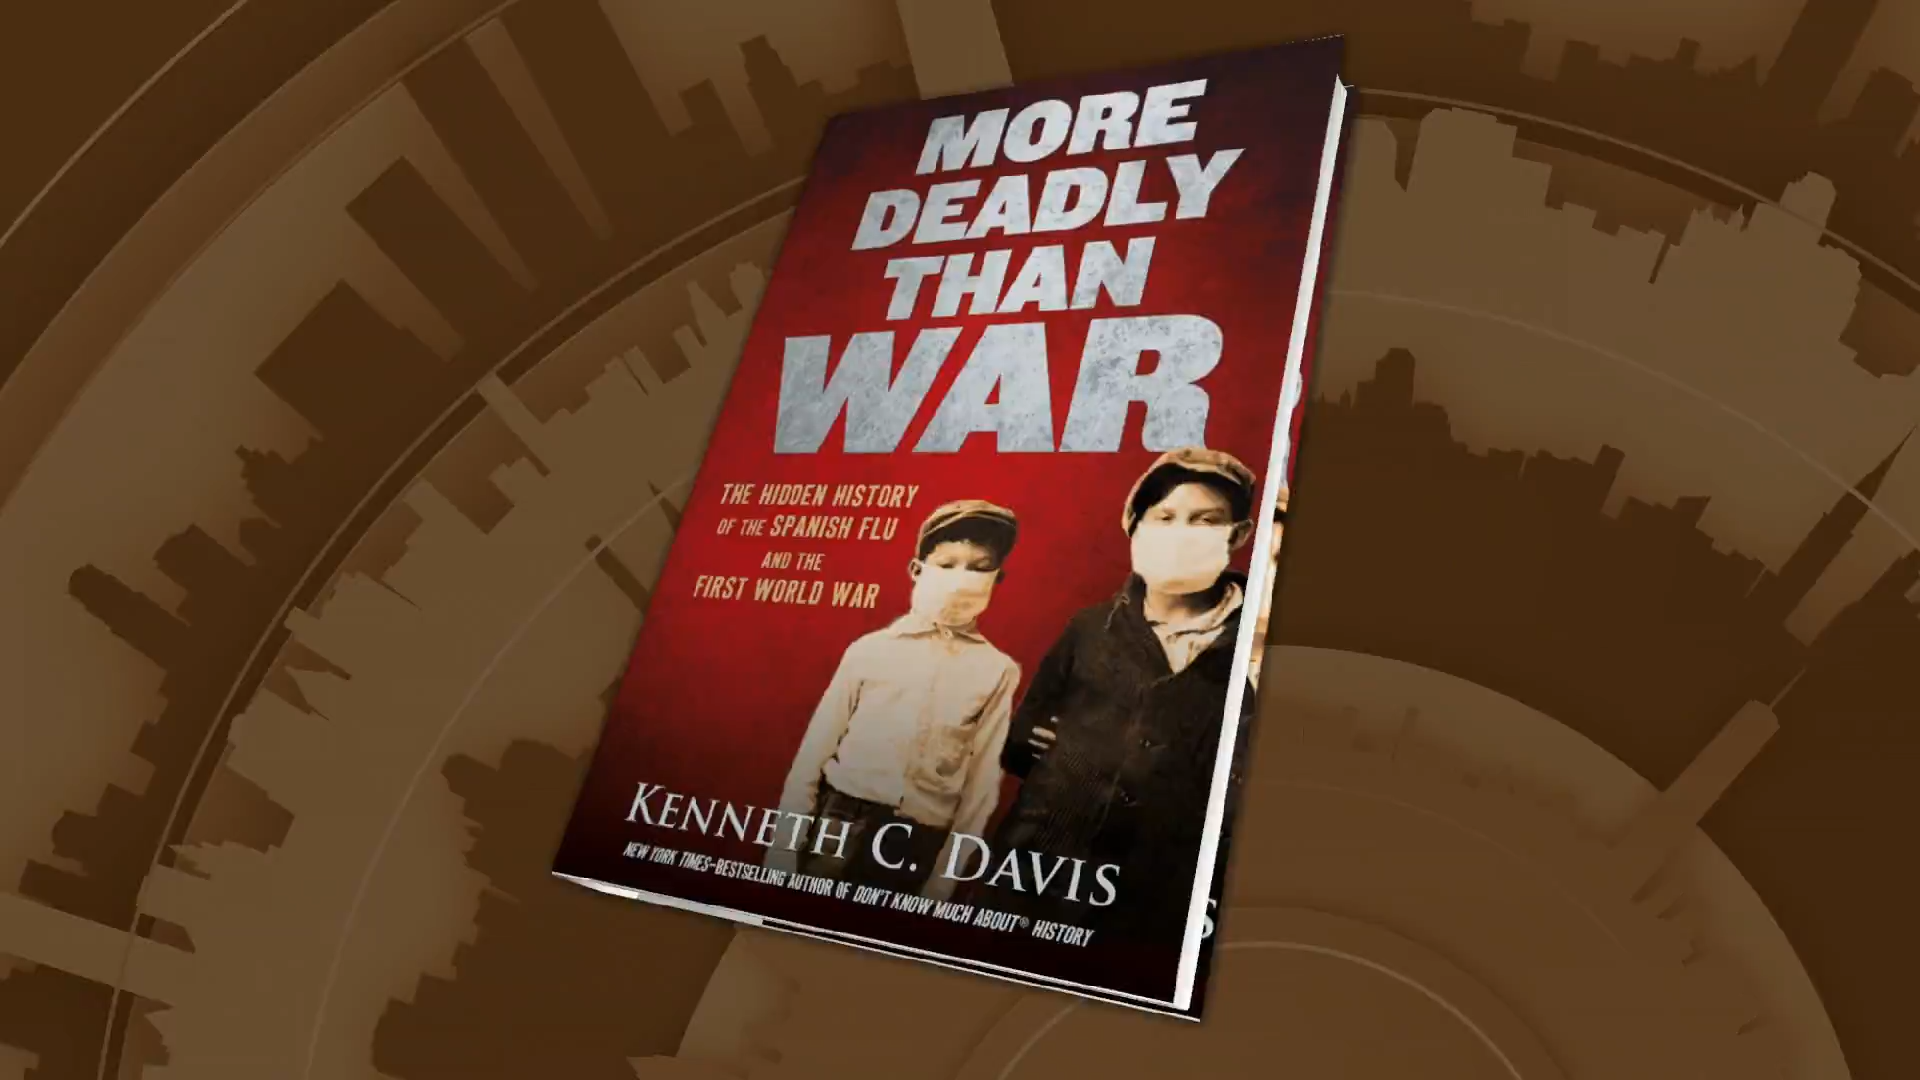 MORE
DEADLY
THAN
WAR
THE HIDDEN HISTORY
OF THE SPANISH FLU
AND THE
FIRST WORLD WAR
KENNETH C. DAVIS
NEW YORK TIMES-BESTSELLING AUTHOR OF DON'T KNOW MUCH ABOUT® HISTORY